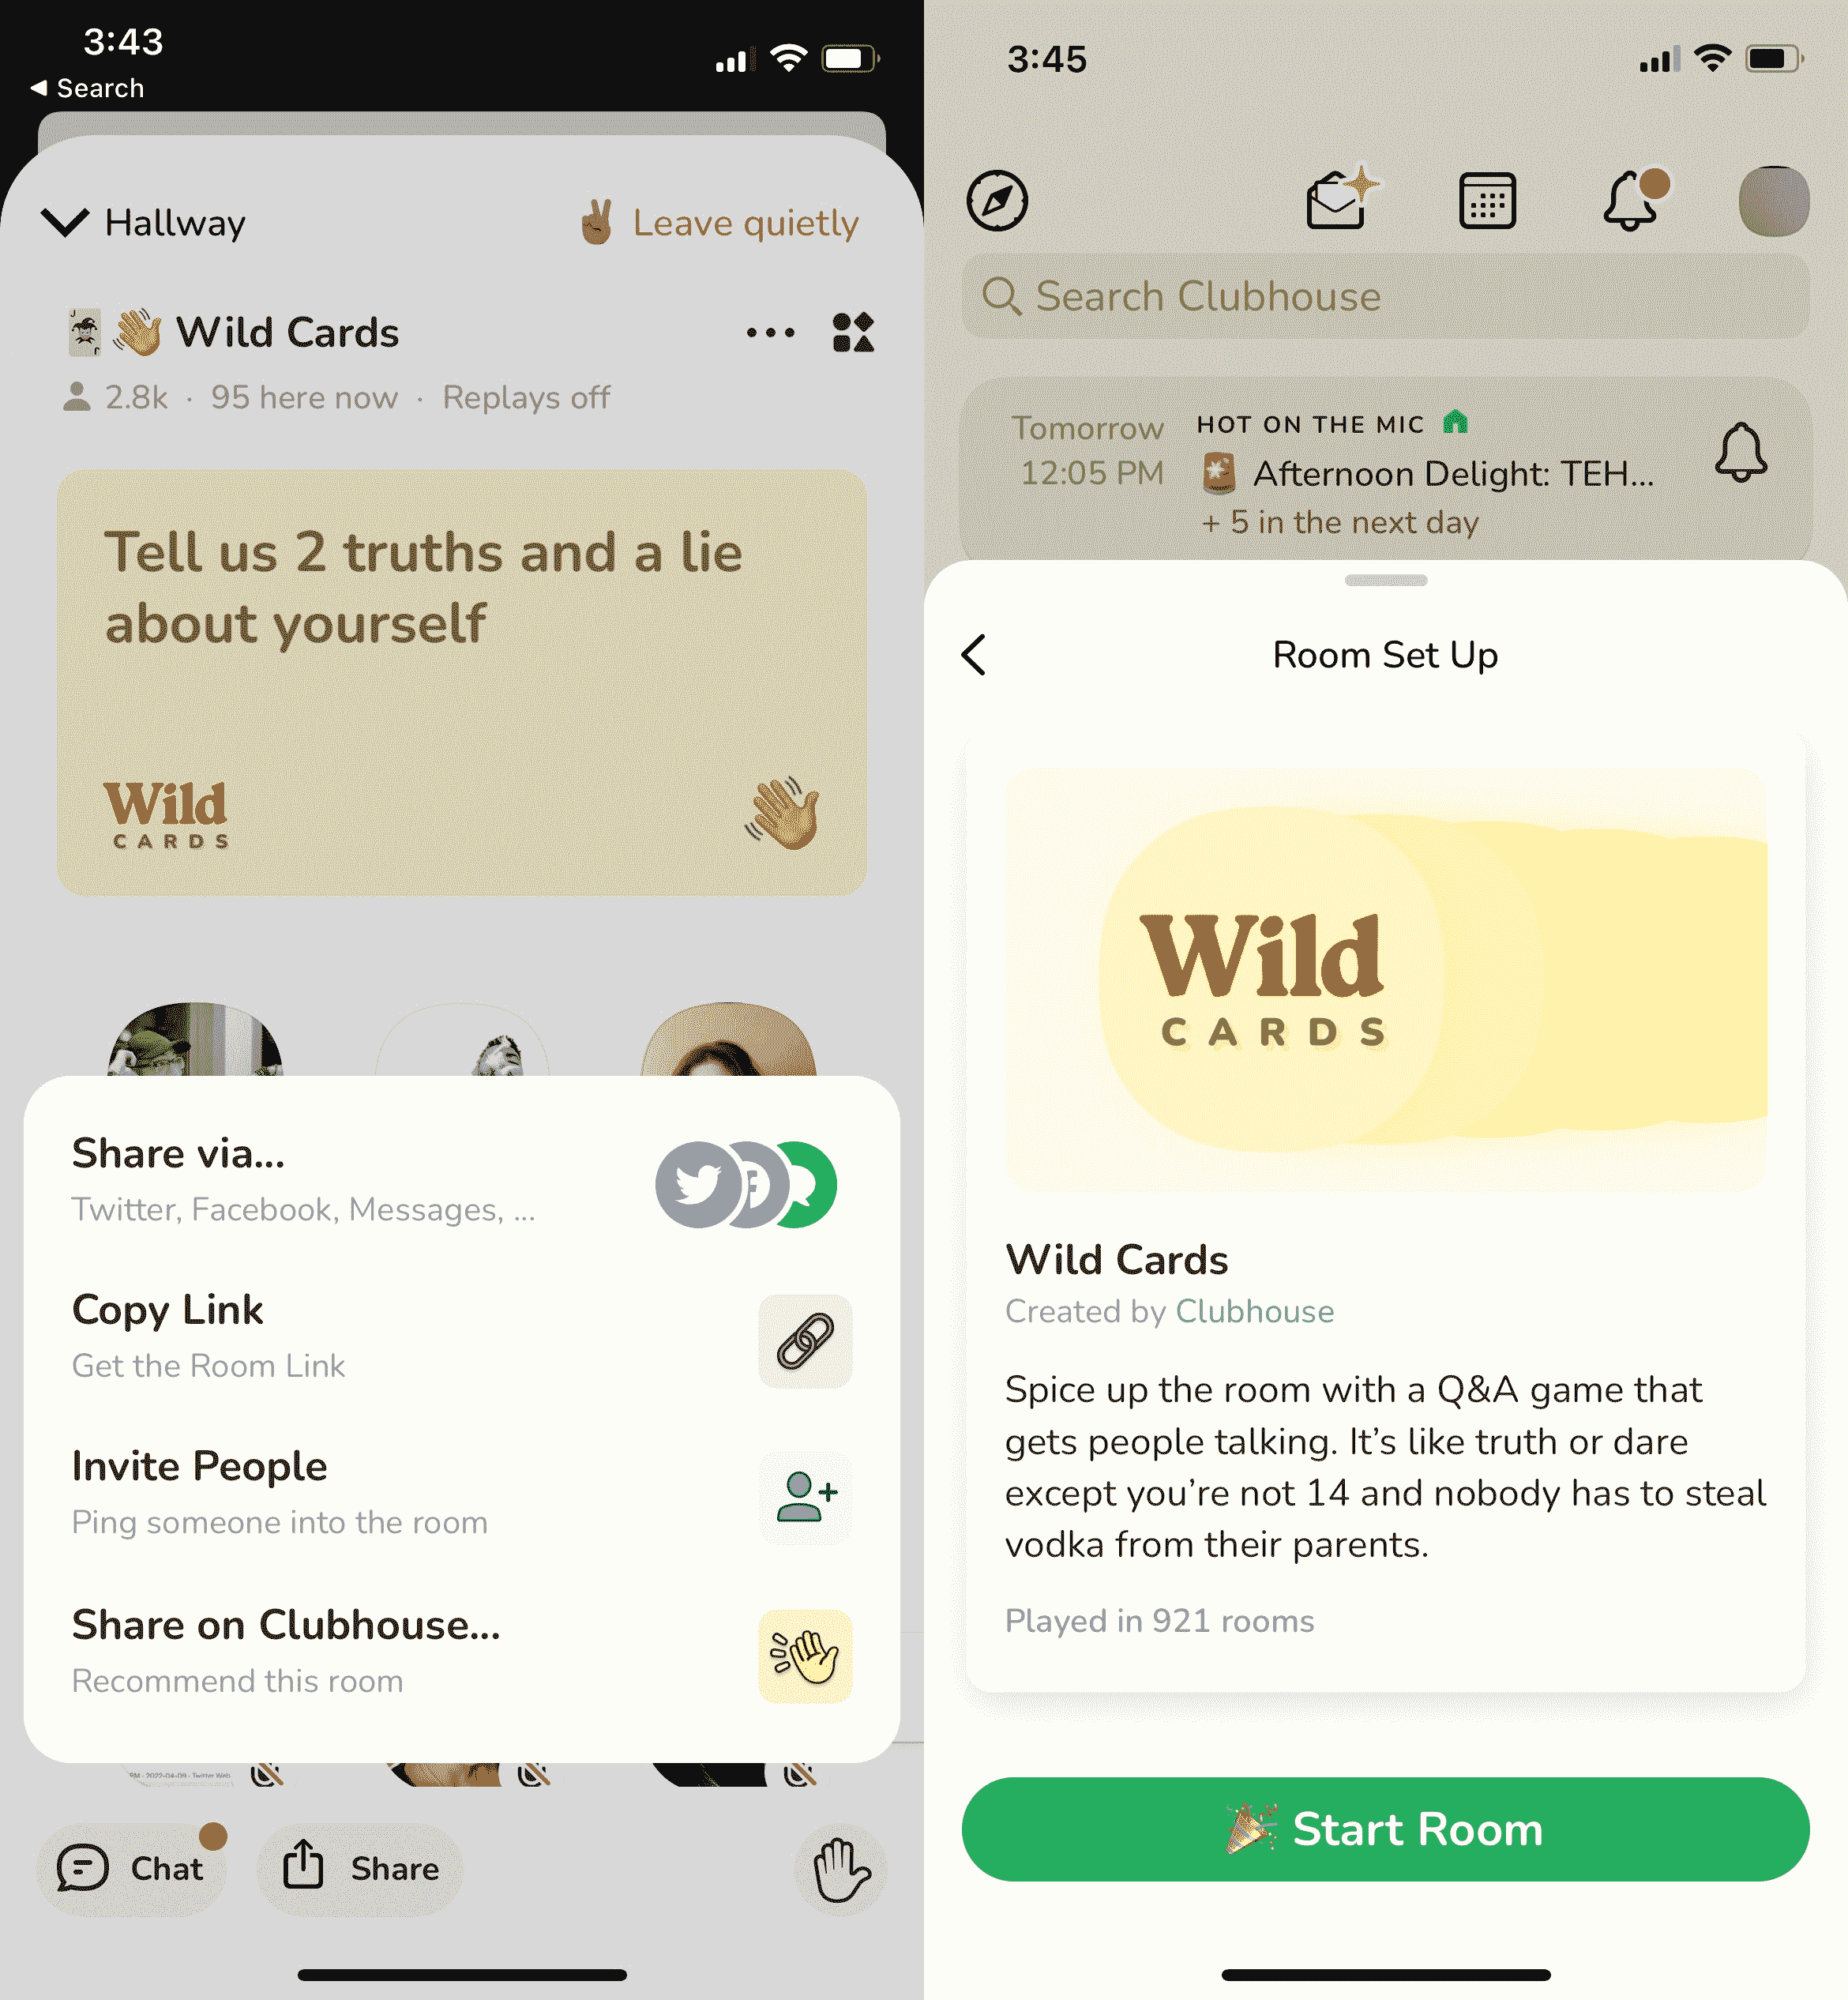 3:43
Search
Hallway
Leave quietly
Wild Cards
2.8k · 95 here now · Replays off
Tell us 2 truths and a lie
about yourself
Wild
CARDS
Share via...
Twitter, Facebook, Messages, ...
Copy Link
Get the Room Link
Invite People
Ping someone into the room
Share on Clubhouse...
Recommend this room
PM · 2022-04-09 · Twitter Web
Chat
Share
3:45
Search Clubhouse
Tomorrow
12:05 PM
HOT ON THE MIC
Afternoon Delight: TEH...
+ 5 in the next day
Room Set Up
Wild
CARDS
Wild Cards
Created by Clubhouse
Spice up the room with a Q&A game that
gets people talking. It’s like truth or dare
except you’re not 14 and nobody has to steal
vodka from their parents.
Played in 921 rooms
Start Room